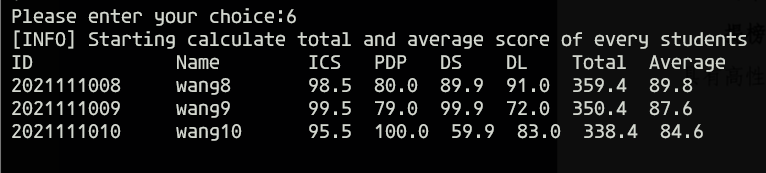 Please enter your choice:6
[INFO] Starting calculate total and average score of every students
ID Name ICS PDP DS DL Total Average
2021111008 wang8 98.5 80.0 89.9 91.0 359.4 89.8
2021111009 wang9 99.5 79.0 99.9 72.0 350.4 87.6
2021111010 wang10 95.5 100.0 59.9 83.0 338.4 84.6